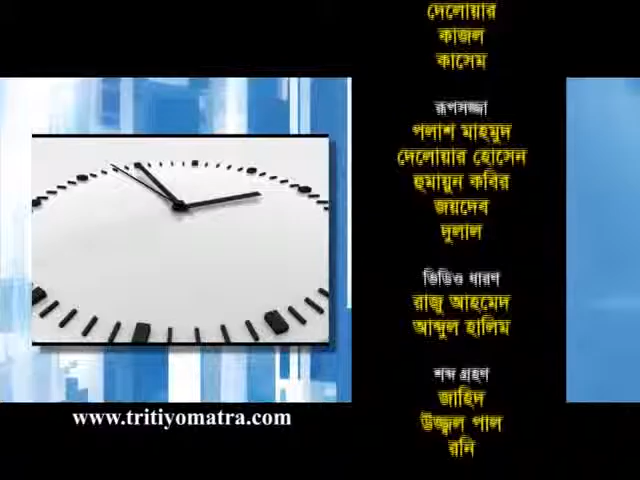 দেলোয়ার
কাজল
কাসেম
রূপসজ্জা
পলাশ মাহমুদ
দেলোয়ার হোসেন
হুমায়ুন কবির
জয়দেব
দুলাল
ভিডিও ধারণ
রাজু আহমেদ
আব্দুল হালিম
শব্দ গ্রহণ
জাহিদ
উজ্জ্বল পাল
রনি
www.tritiyomatra.com